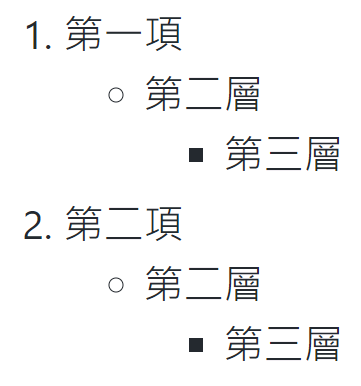 1. 第一項
○ 第二層
■ 第三層
2. 第二項
○ 第二層
■ 第三層